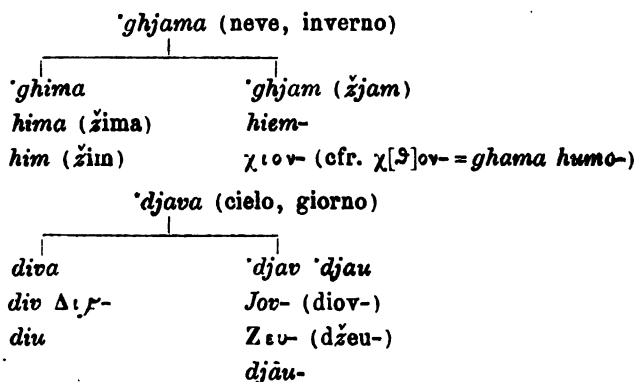 *ghjama (neve, inverno)
*ghima *ghjam (žjam)
hima (žima) hiem-
him (žim) χιον- (cfr. χ[ϑ]ον- = ghama humo-)
*djava (cielo, giorno)
diva *djav *djau
div Διϝ- Jov- (diov-)
diu Ζευ- (džeu-)
djâu-